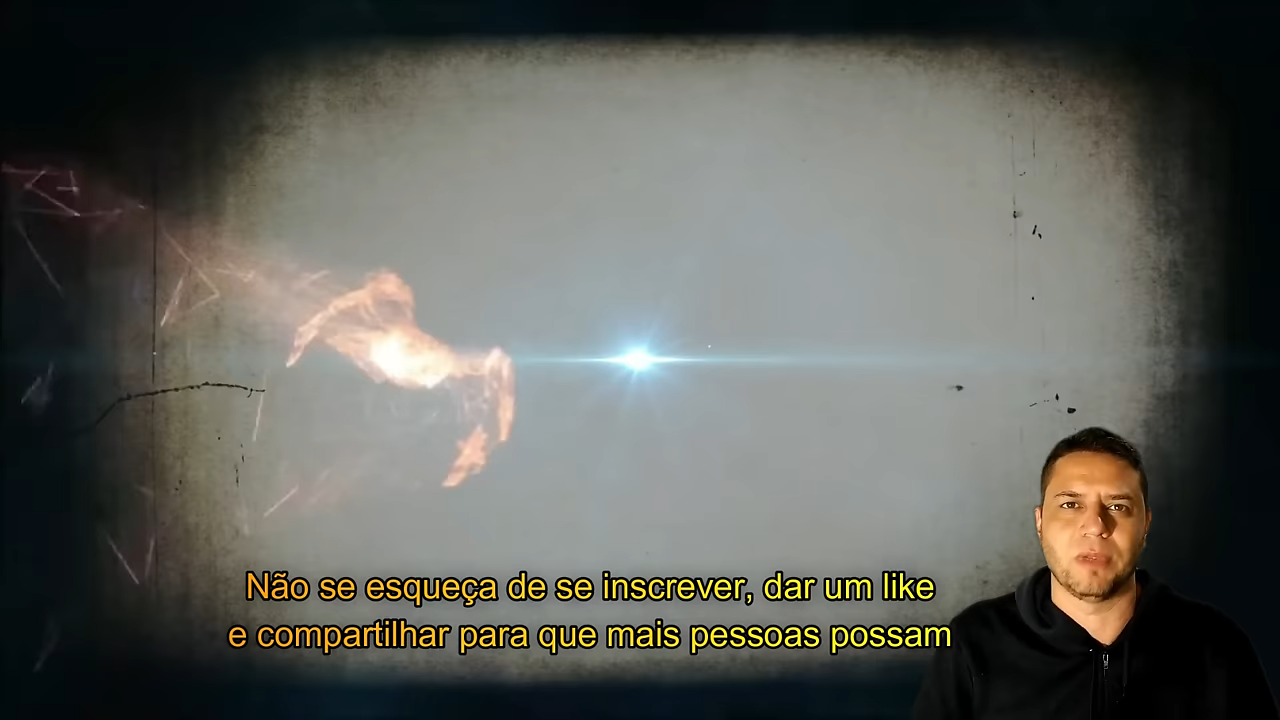 Não se esqueça de se inscrever, dar um like
e compartilhar para que mais pessoas possam